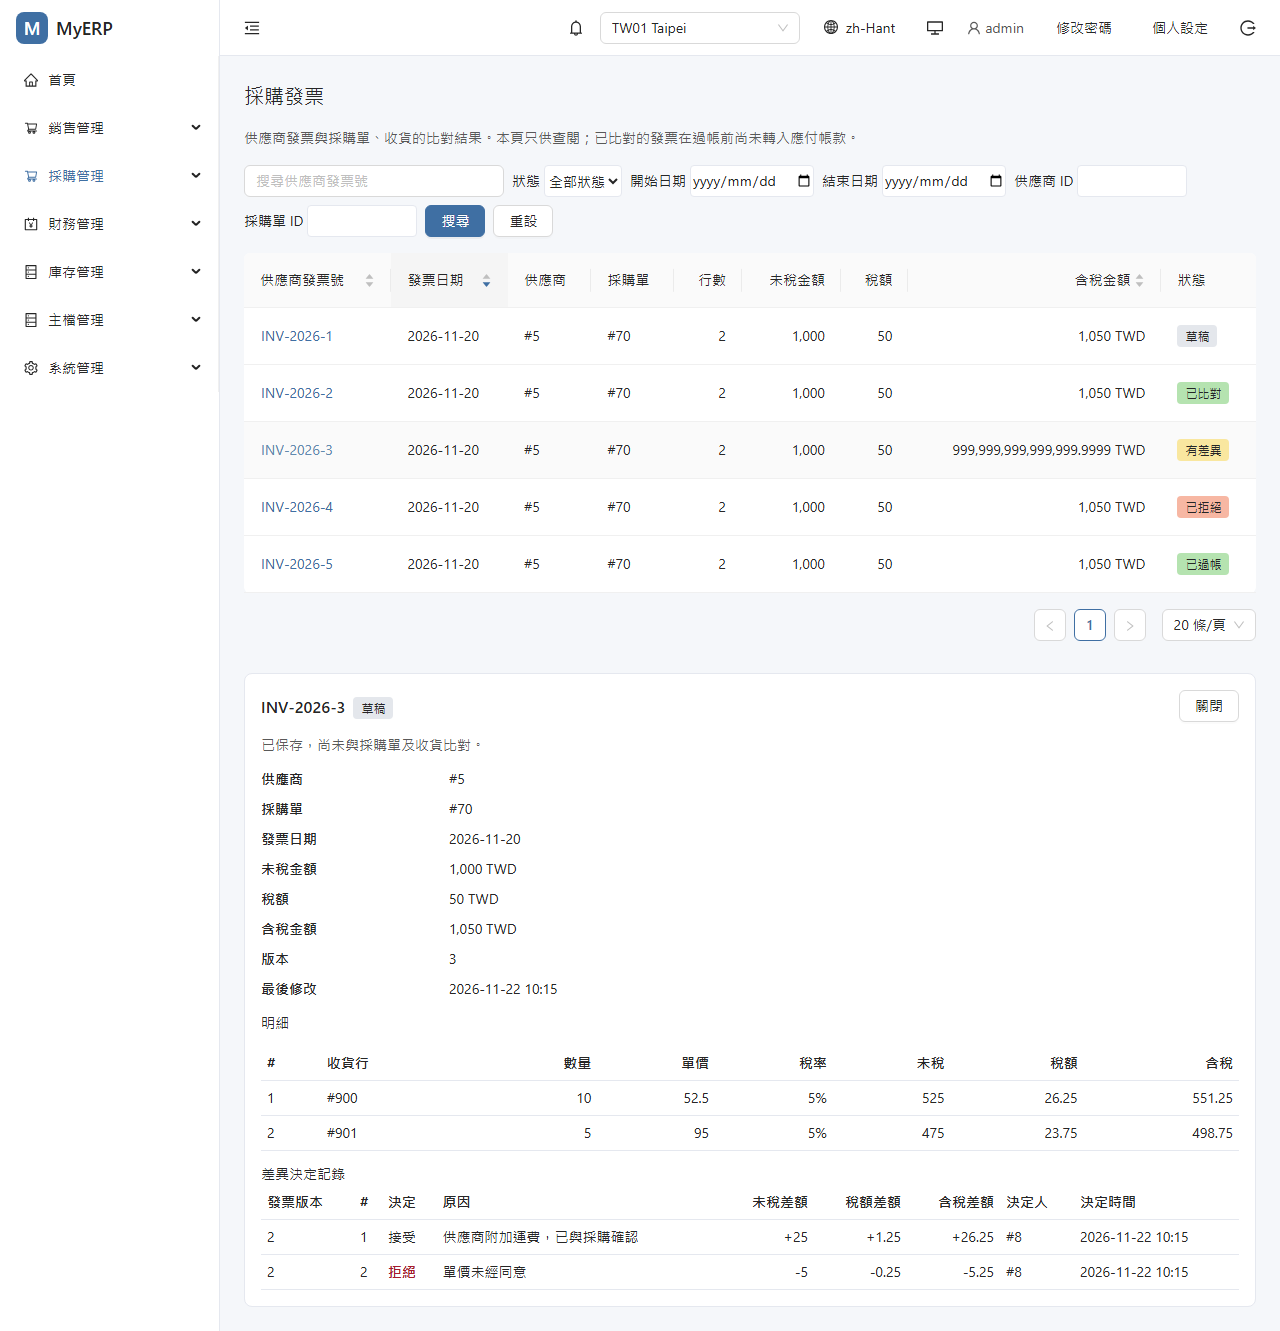 M MyERP
TW01 Taipei zh-Hant admin 修改密碼 個人設定
首頁
銷售管理
採購管理
財務管理
庫存管理
主檔管理
系統管理
採購發票
供應商發票與採購單、收貨的比對結果。本頁只供查閱；已比對的發票在過帳前尚未轉入應付帳款。
搜尋供應商發票號 狀態 全部狀態 開始日期 yyyy/mm/dd 結束日期 yyyy/mm/dd 供應商 ID
採購單 ID 搜尋 重設
供應商發票號 發票日期 供應商 採購單 行數 未稅金額 稅額 含稅金額 狀態
INV-2026-1 2026-11-20 #5 #70 2 1,000 50 1,050 TWD 草稿
INV-2026-2 2026-11-20 #5 #70 2 1,000 50 1,050 TWD 已比對
INV-2026-3 2026-11-20 #5 #70 2 1,000 50 999,999,999,999,999.9999 TWD 有差異
INV-2026-4 2026-11-20 #5 #70 2 1,000 50 1,050 TWD 已拒絕
INV-2026-5 2026-11-20 #5 #70 2 1,000 50 1,050 TWD 已過帳
< 1 > 20 條/頁
INV-2026-3 草稿 關閉
已保存，尚未與採購單及收貨比對。
供應商 #5
採購單 #70
發票日期 2026-11-20
未稅金額 1,000 TWD
稅額 50 TWD
含稅金額 1,050 TWD
版本 3
最後修改 2026-11-22 10:15
明細
# 收貨行 數量 單價 稅率 未稅 稅額 含稅
1 #900 10 52.5 5% 525 26.25 551.25
2 #901 5 95 5% 475 23.75 498.75
差異決定記錄
發票版本 # 決定 原因 未稅差額 稅額差額 含稅差額 決定人 決定時間
2 1 接受 供應商附加運費，已與採購確認 +25 +1.25 +26.25 #8 2026-11-22 10:15
2 2 拒絕 單價未經同意 -5 -0.25 -5.25 #8 2026-11-22 10:15